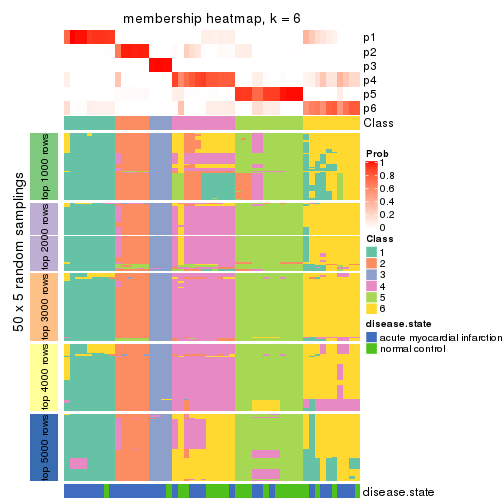 membership heatmap, k = 6
p1
p2
p3
p4
p5
p6
Class
50 x 5 random samplings
top 1000 rows
top 2000 rows
top 3000 rows
top 4000 rows
top 5000 rows
Prob
1
0.8
0.6
0.4
0.2
0
Class
1
2
3
4
5
6
disease.state
acute myocardial infarction
normal control
disease.state